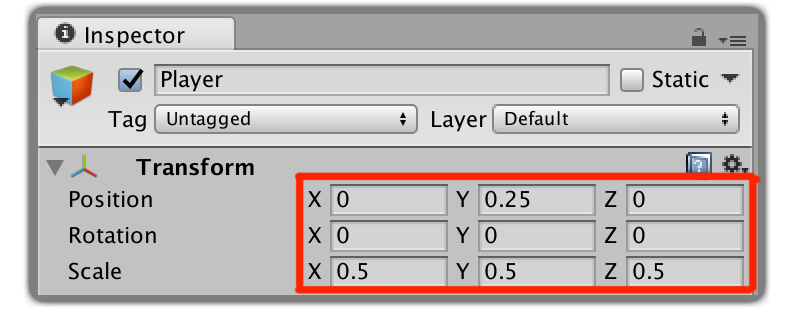 Inspector
Player Static
Tag Untagged Layer Default
Transform
Position X 0 Y 0.25 Z 0
Rotation X 0 Y 0 Z 0
Scale X 0.5 Y 0.5 Z 0.5